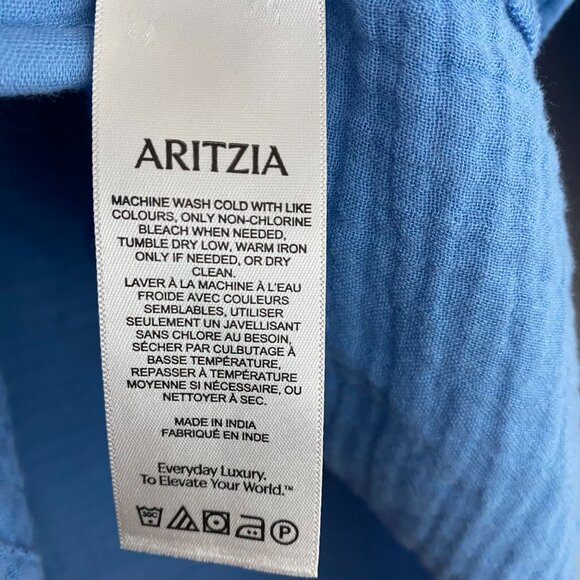 ARITZIA
MACHINE WASH COLD WITH LIKE
COLOURS, ONLY NON-CHLORINE
BLEACH WHEN NEEDED,
TUMBLE DRY LOW, WARM IRON
ONLY IF NEEDED, OR DRY
CLEAN.
LAVER À LA MACHINE À L'EAU
FROIDE AVEC COULEURS
SEMBLABLES, UTILISER
SEULEMENT UN JAVELLISANT
SANS CHLORE AU BESOIN,
SÉCHER PAR CULBUTAGE À
BASSE TEMPÉRATURE,
REPASSER À TEMPÉRATURE
MOYENNE SI NÉCESSAIRE, OU
NETTOYER À SEC.
MADE IN INDIA
FABRIQUÉ EN INDE
Everyday Luxury.
To Elevate Your World.™
30C P